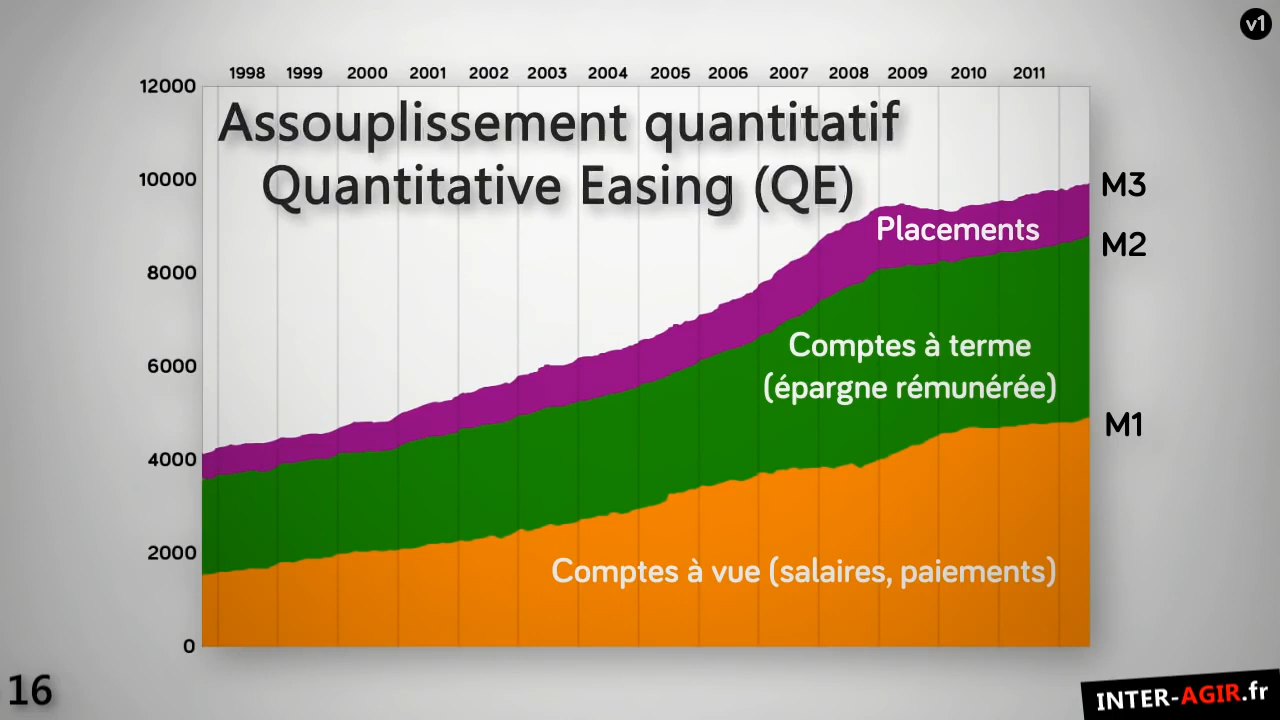 v1
1998 1999 2000 2001 2002 2003 2004 2005 2006 2007 2008 2009 2010 2011
12000
Assouplissement quantitatif
10000
Quantitative Easing (QE)
M3
Placements
M2
8000
Comptes à terme
6000
(épargne rémunérée)
M1
4000
2000
Comptes à vue (salaires, paiements)
0
16
INTER-AGIR.fr